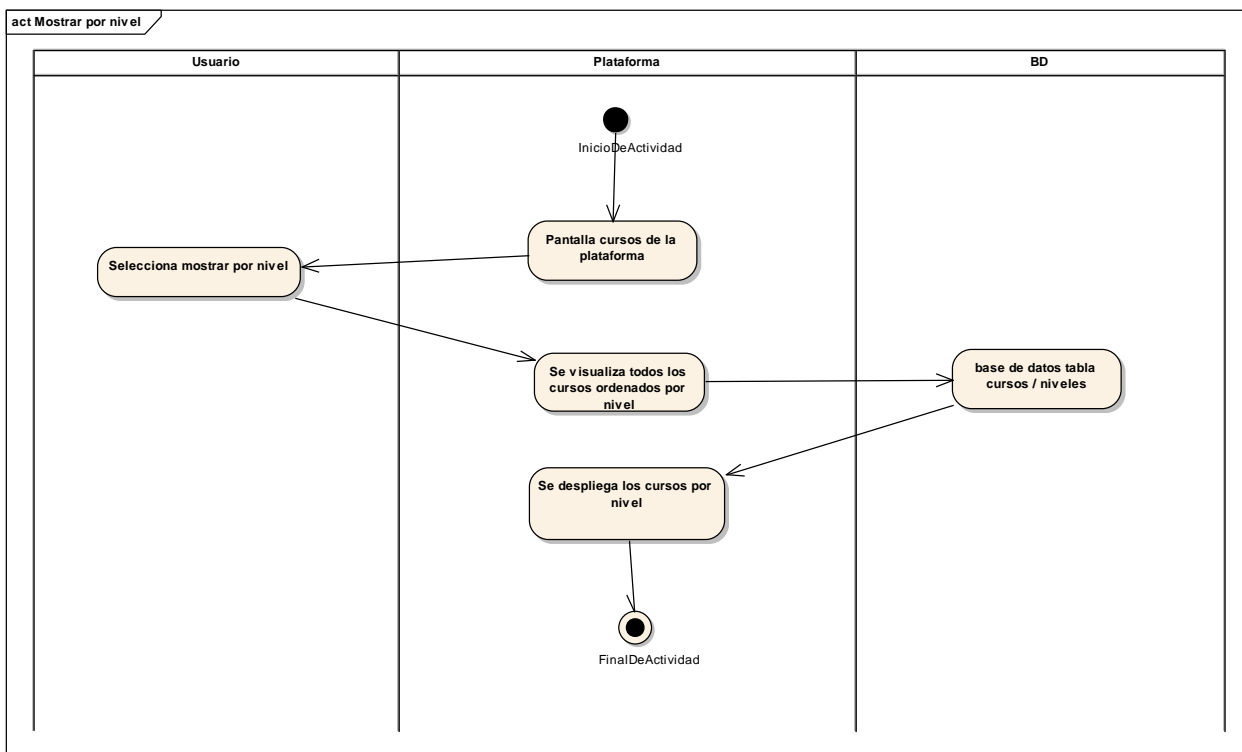 act Mostrar por nivel
Usuario
Plataforma
BD
InicioDeActividad
Pantalla cursos de la
plataforma
Selecciona mostrar por nivel
Se visualiza todos los
cursos ordenados por
nivel
base de datos tabla
cursos / niveles
Se despliega los cursos por
nivel
FinalDeActividad